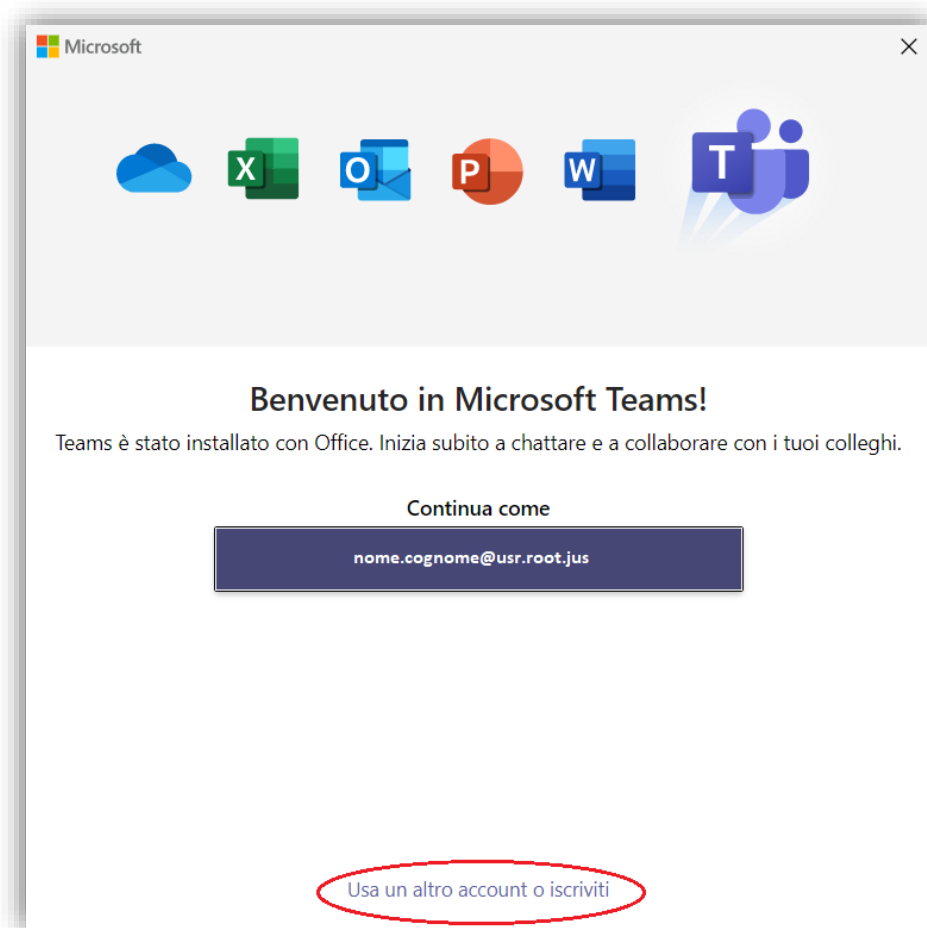 Microsoft
X O P W T
Benvenuto in Microsoft Teams!
Teams è stato installato con Office. Inizia subito a chattare e a collaborare con i tuoi colleghi.
Continua come
nome.cognome@usr.root.jus
Usa un altro account o iscriviti